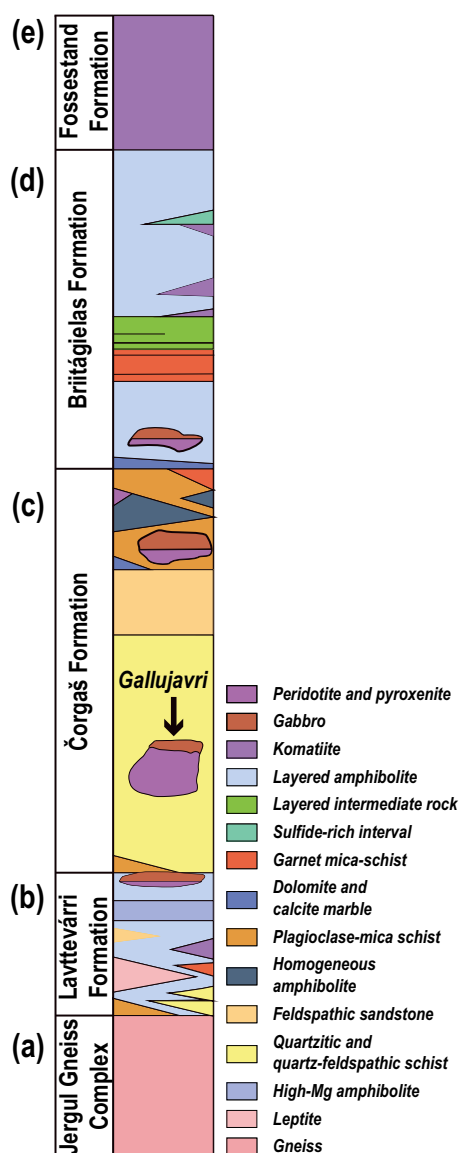 (e)
Fossestand
Formation
(d)
Briitágielas Formation
(c)
Čorgaš Formation
Gallujavri
(b)
Lavttevárri
Formation
(a)
Jergul Gneiss
Complex
Peridotite and pyroxenite
Gabbro
Komatiite
Layered amphibolite
Layered intermediate rock
Sulfide-rich interval
Garnet mica-schist
Dolomite and
calcite marble
Plagioclase-mica schist
Homogeneous
amphibolite
Feldspathic sandstone
Quartzitic and
quartz-feldspathic schist
High-Mg amphibolite
Leptite
Gneiss